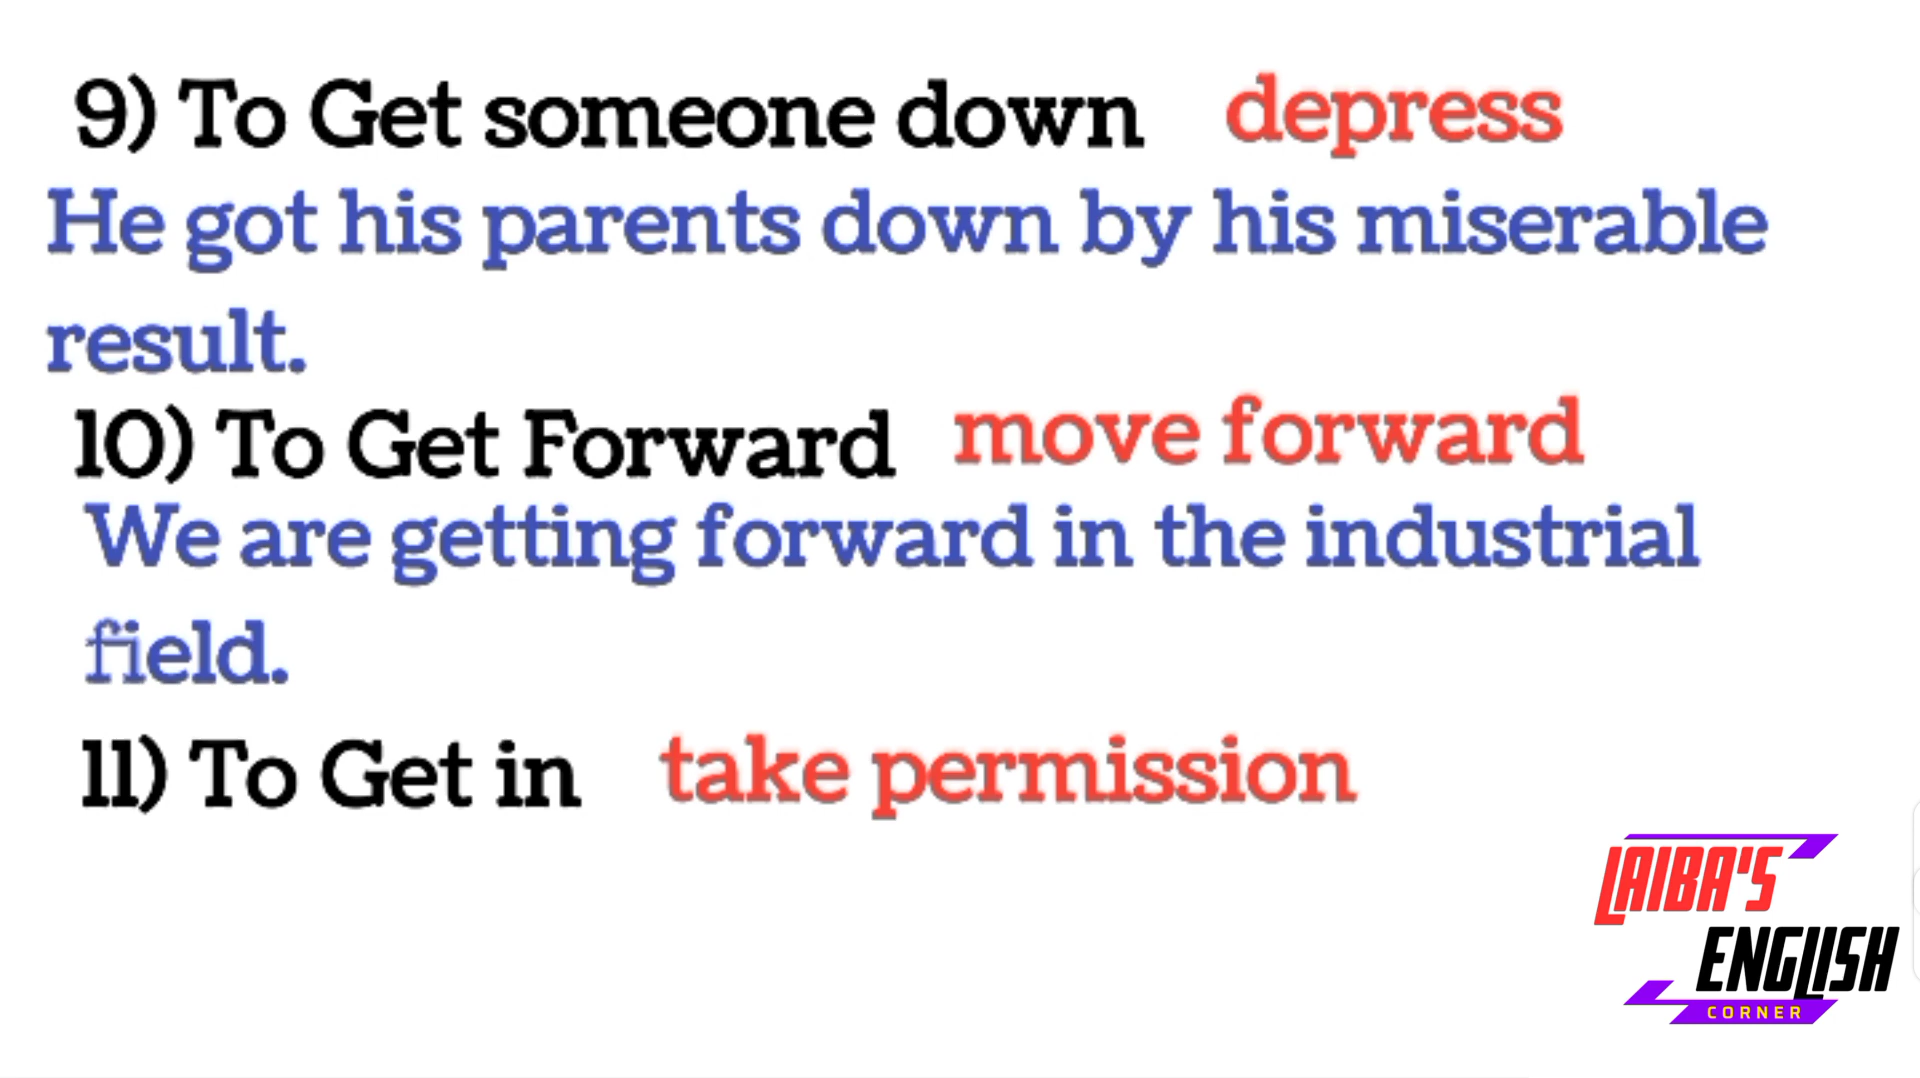 9) To Get someone down depress
He got his parents down by his miserable
result.
10) To Get Forward move forward
We are getting forward in the industrial
field.
11) To Get in take permission
LAIBA'S
ENGLISH
CORNER